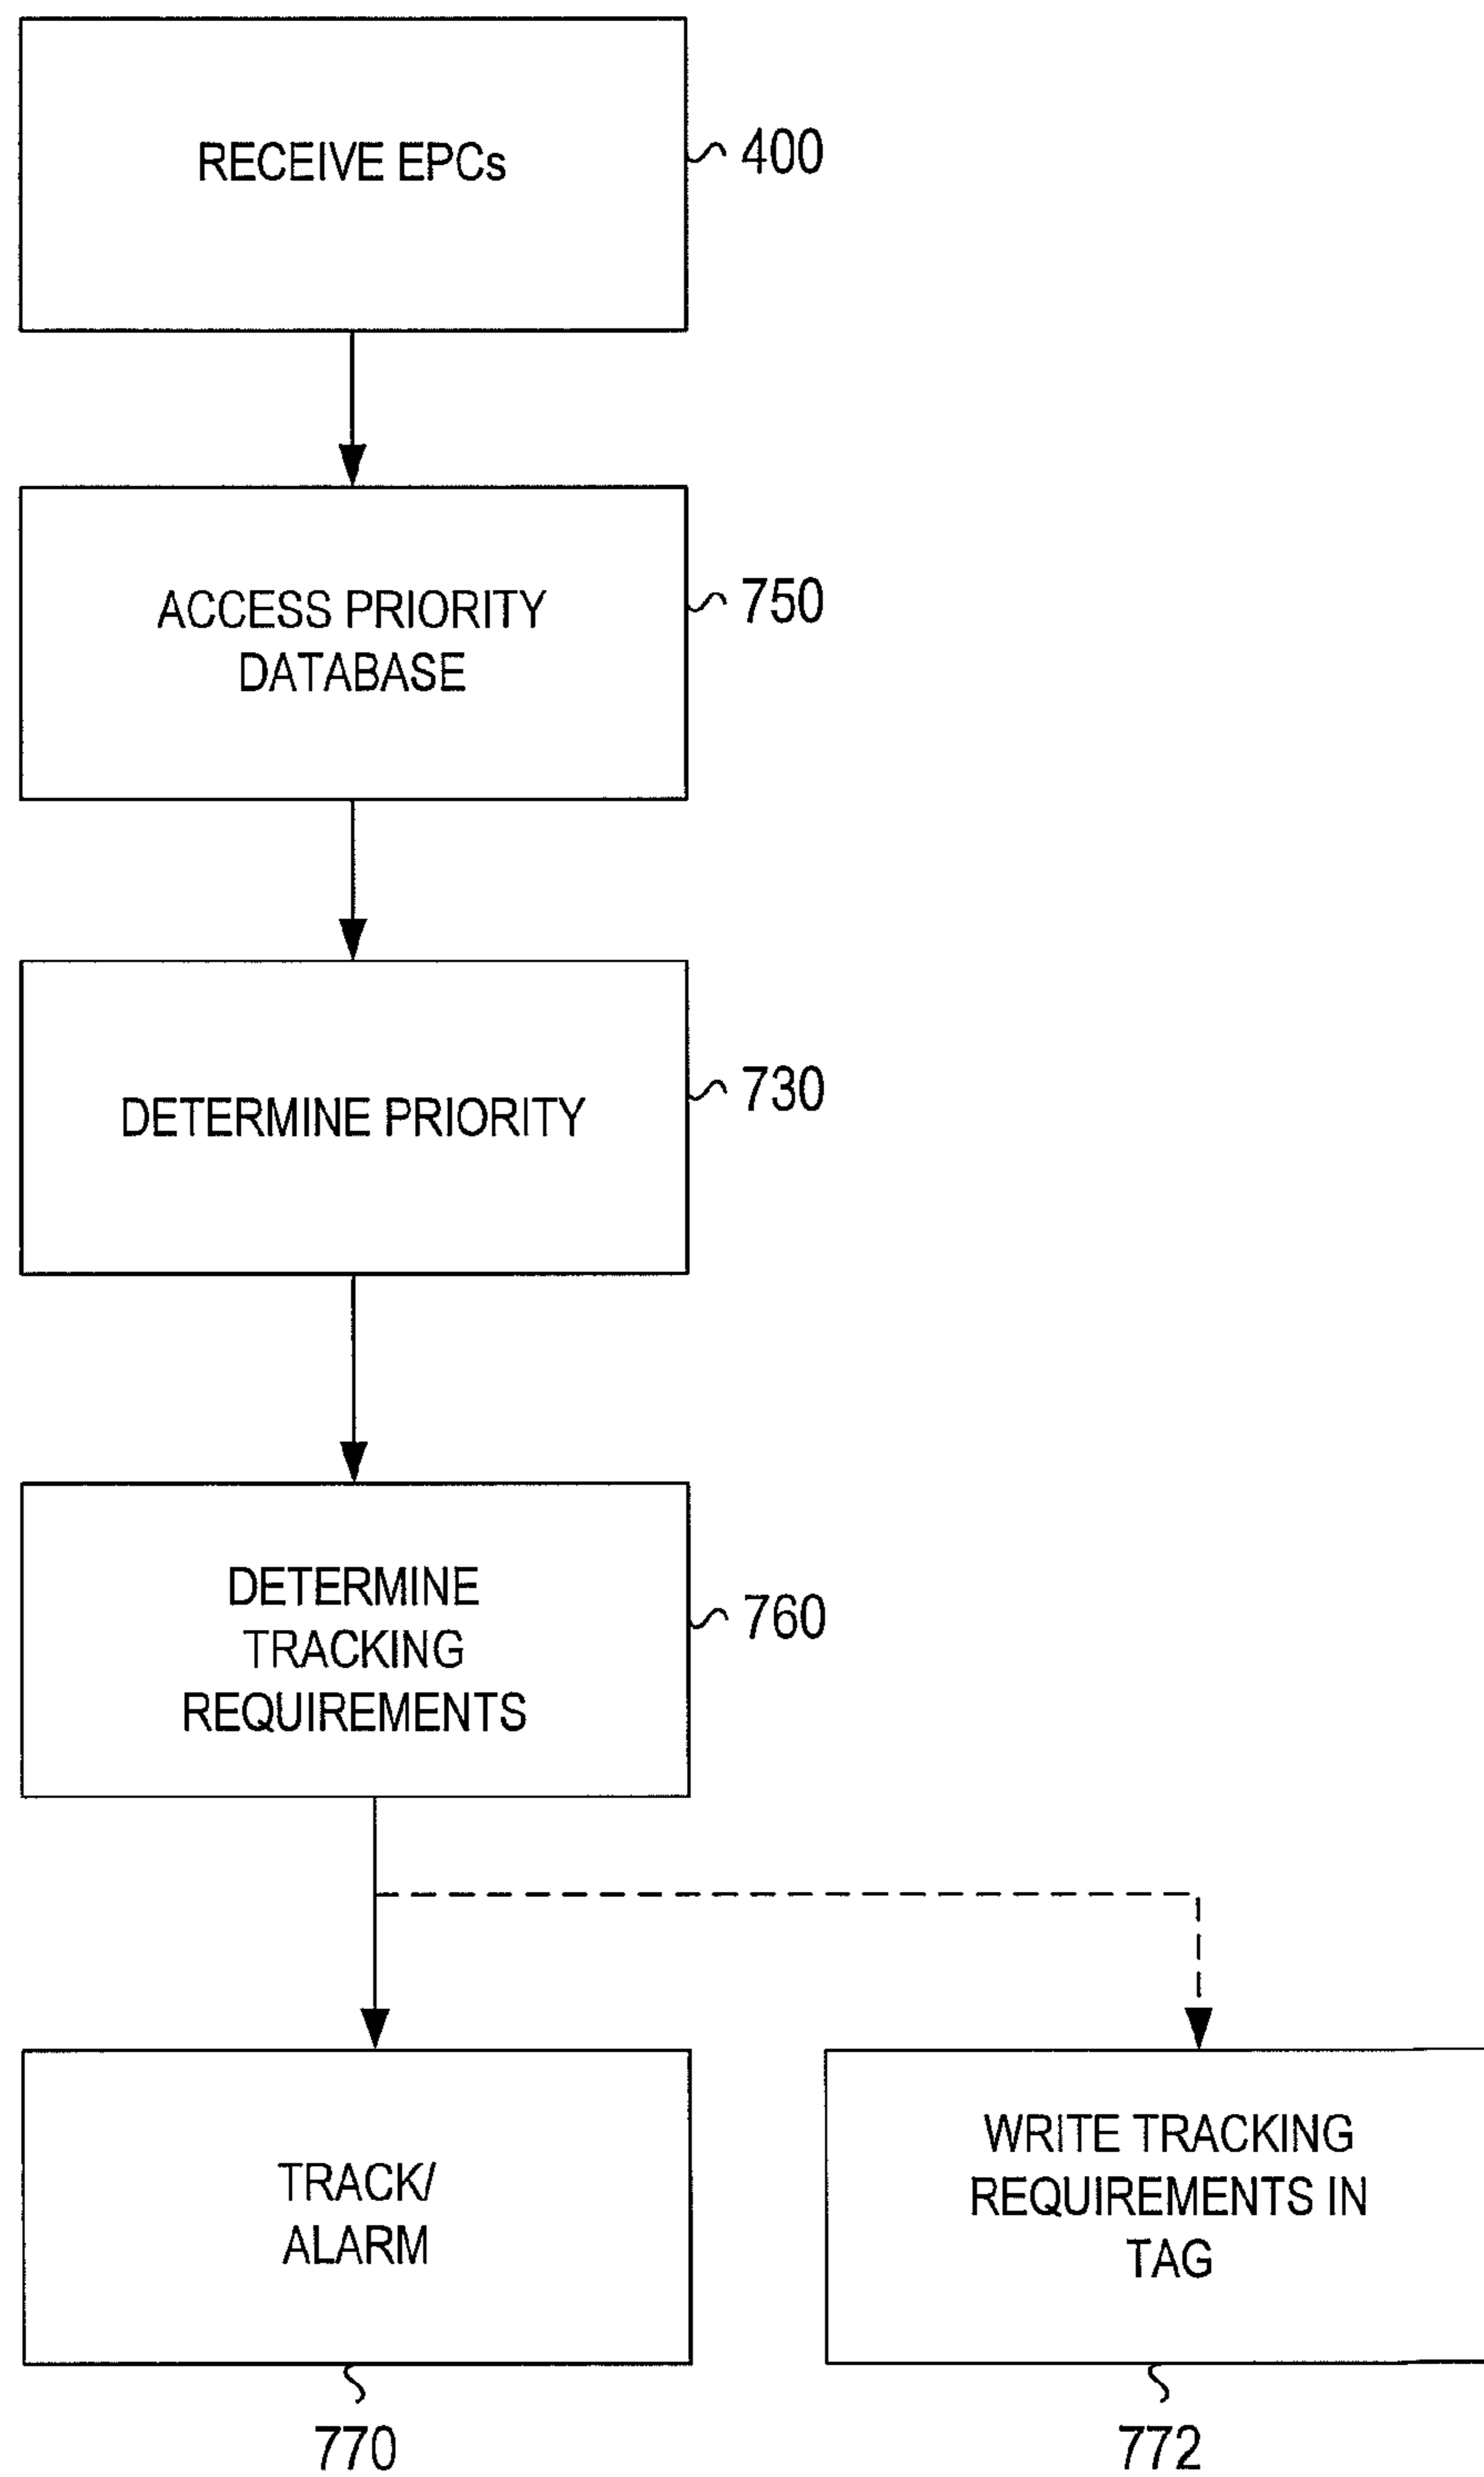 RECEIVE EPCs
400
ACCESS PRIORITY
DATABASE
750
DETERMINE PRIORITY
730
DETERMINE
TRACKING
REQUIREMENTS
760
TRACK/
ALARM
770
WRITE TRACKING
REQUIREMENTS IN
TAG
772